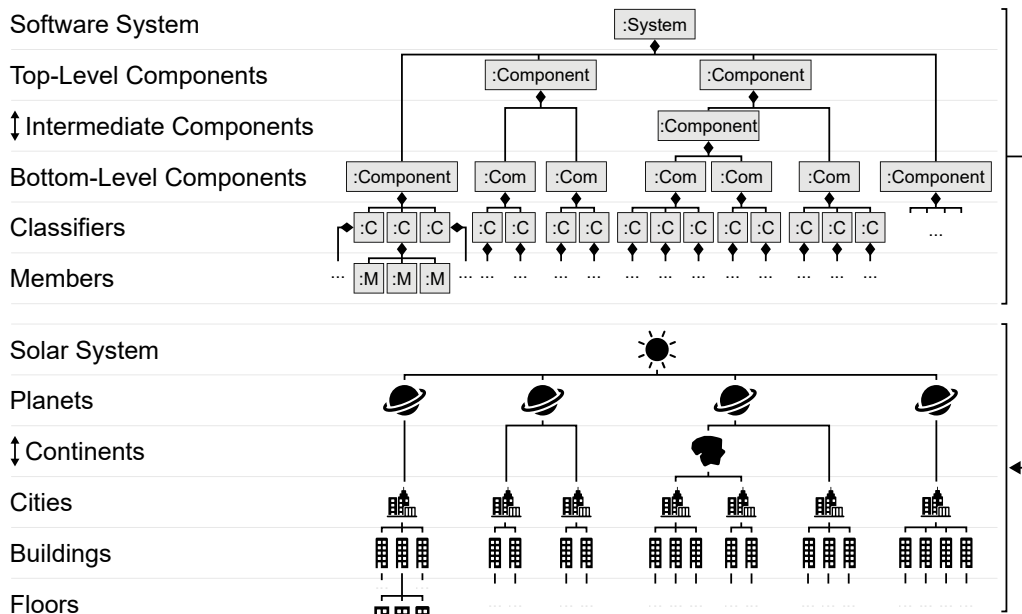 Software System :System
Top-Level Components :Component :Component
Intermediate Components :Component
Bottom-Level Components :Component :Com :Com :Com :Com :Com :Component
Classifiers :C :C :C :C :C :C :C :C :C :C :C :C :C :C :C ...
Members ... :M :M :M ... ... ... ... ... ... ... ... ... ... ... ... ...
Solar System
Planets
Continents
Cities
Buildings
Floors